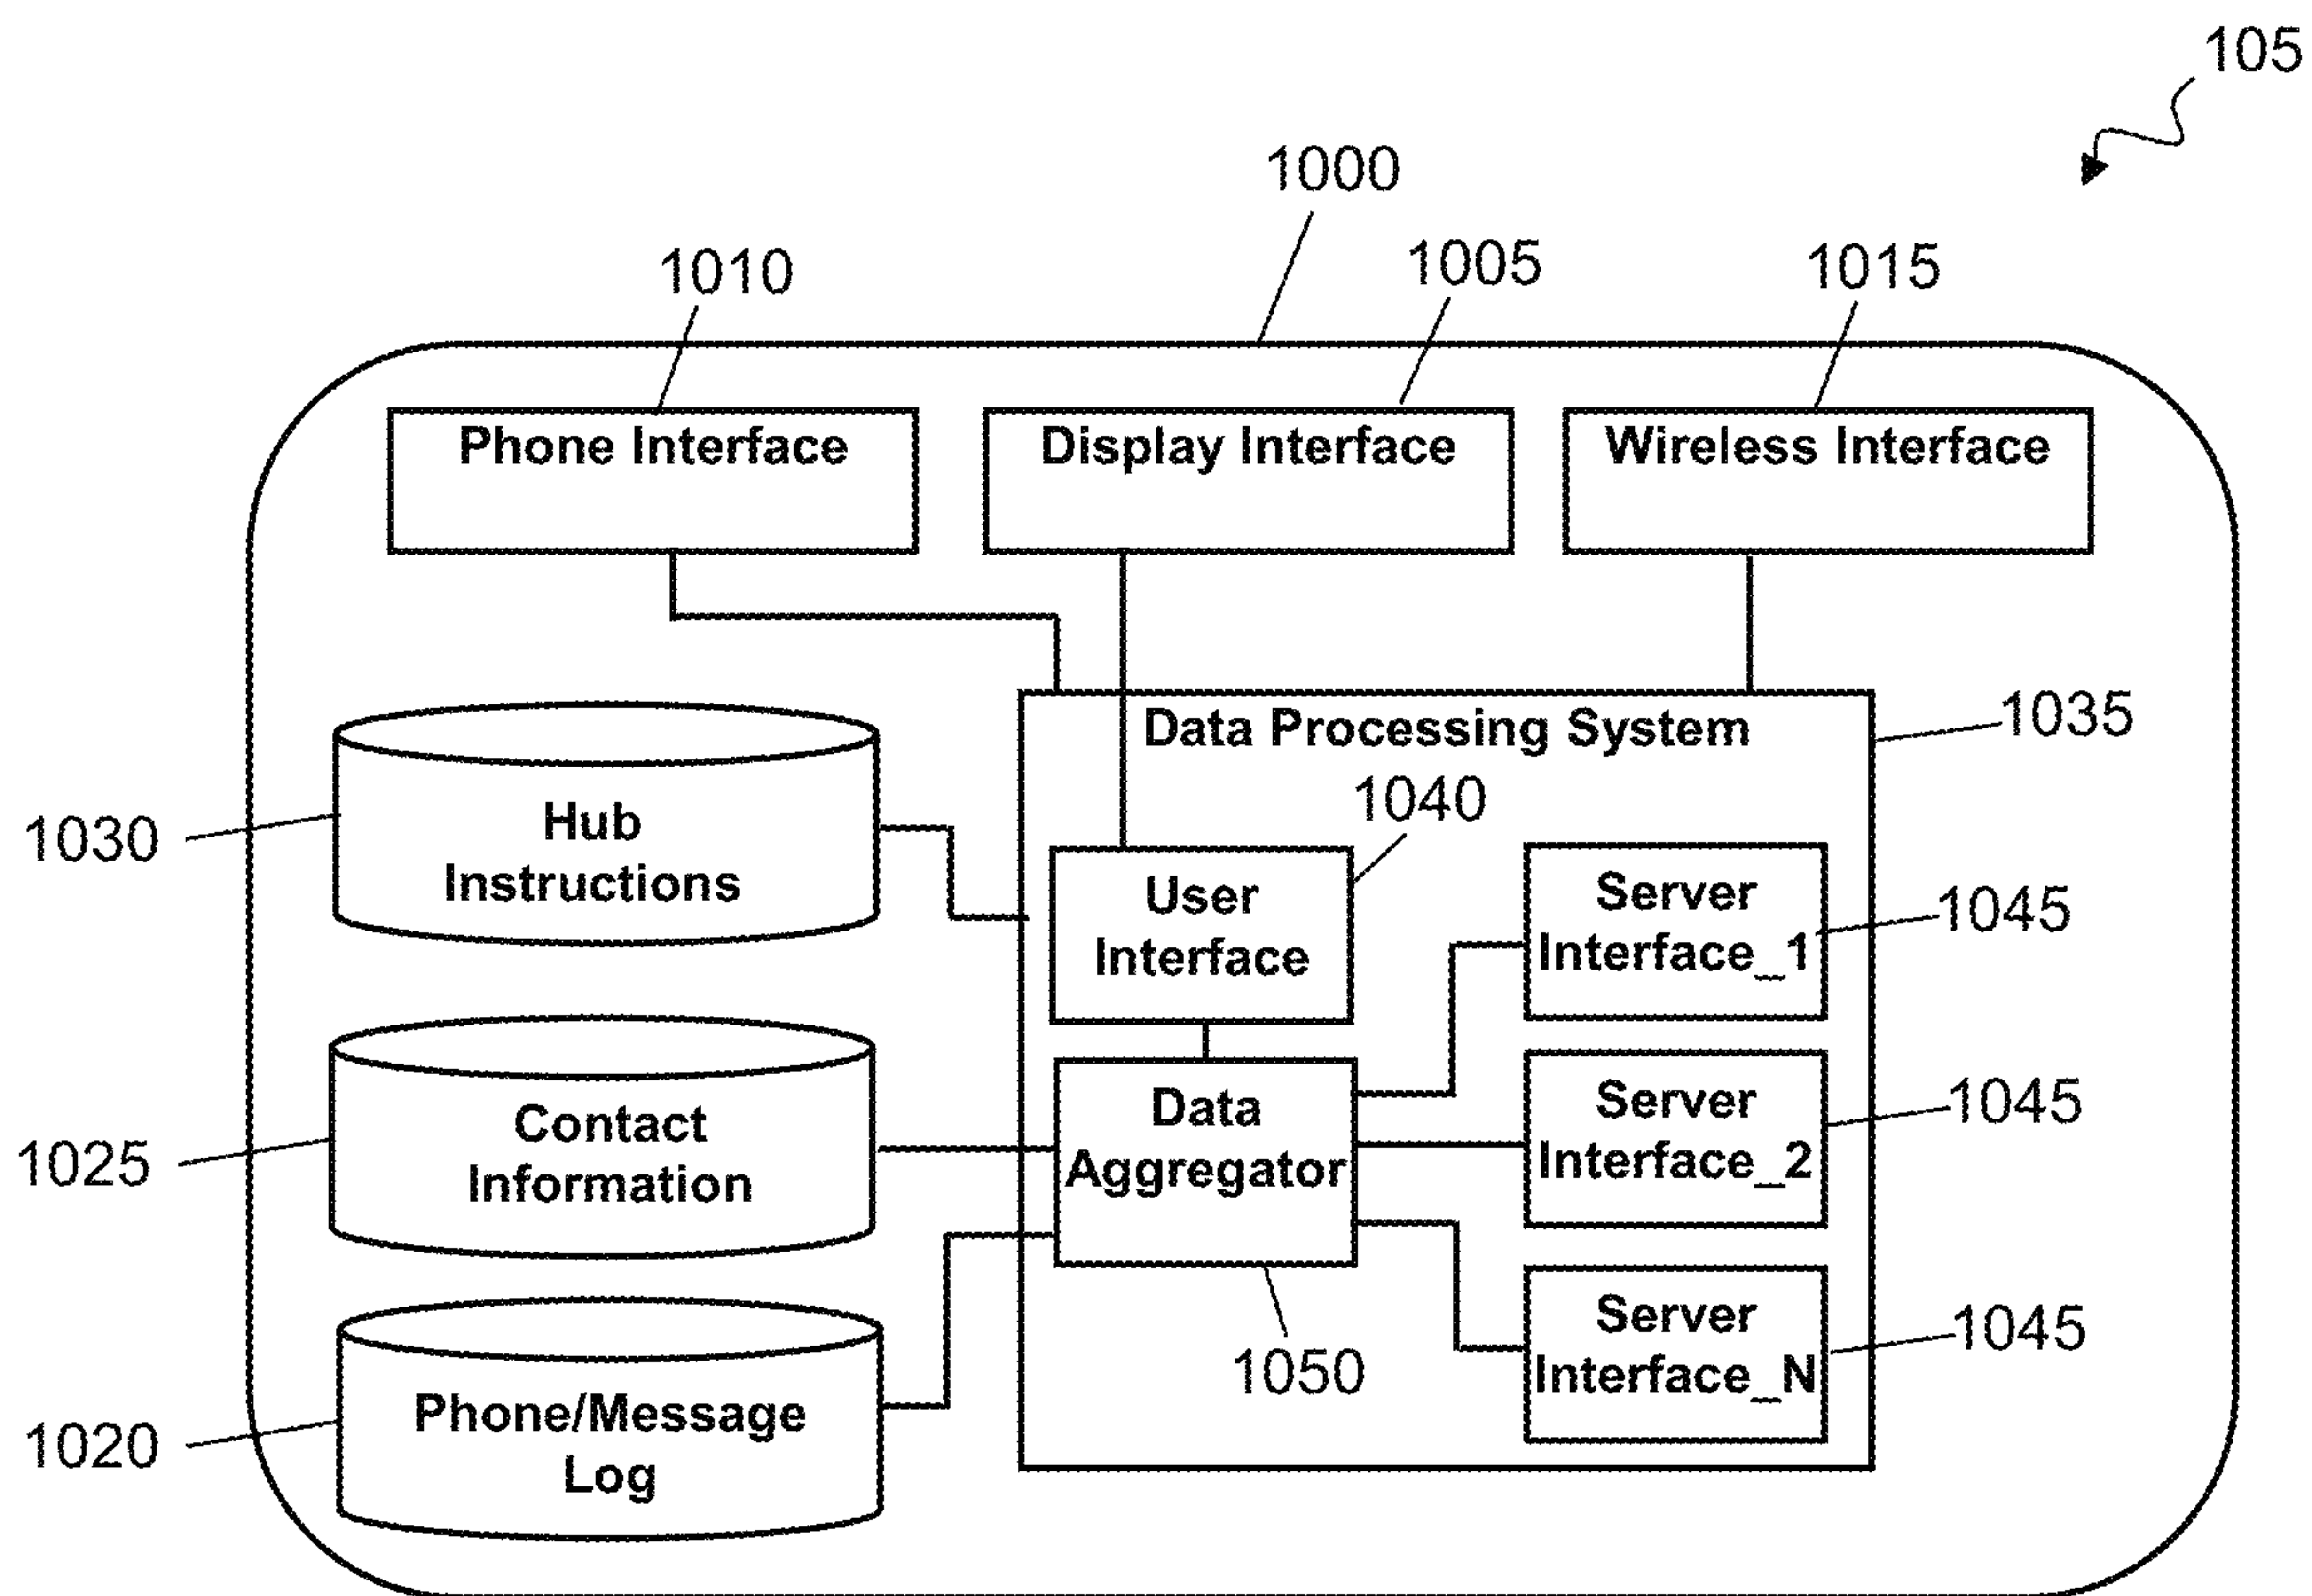 105
1000
1010
1005
1015
Phone Interface
Display Interface
Wireless Interface
Data Processing System
1035
1040
1030
Hub
Instructions
User
Interface
Server
Interface_1
1045
1025
Contact
Information
Data
Aggregator
Server
Interface_2
1045
1020
Phone/Message
Log
1050
Server
Interface_N
1045